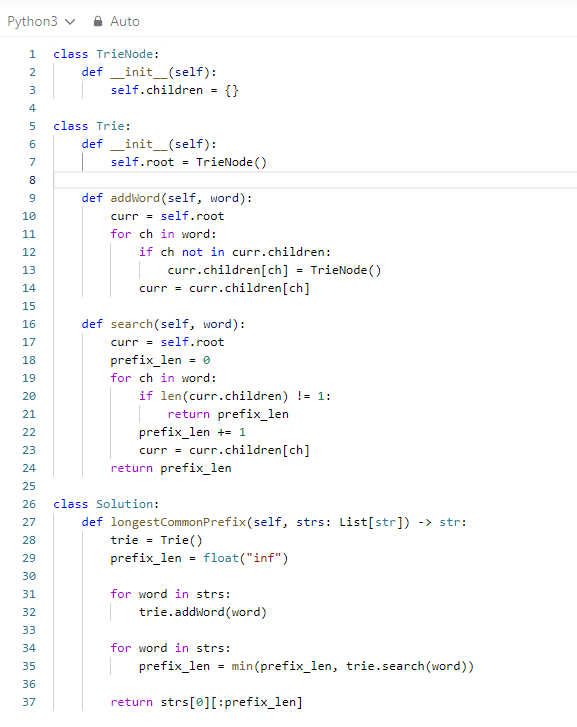 Python3 Auto
1 class TrieNode:
2     def __init__(self):
3         self.children = {}
4
5 class Trie:
6     def __init__(self):
7         self.root = TrieNode()
8
9     def addWord(self, word):
10         curr = self.root
11         for ch in word:
12             if ch not in curr.children:
13                 curr.children[ch] = TrieNode()
14             curr = curr.children[ch]
15
16     def search(self, word):
17         curr = self.root
18         prefix_len = 0
19         for ch in word:
20             if len(curr.children) != 1:
21                 return prefix_len
22             prefix_len += 1
23             curr = curr.children[ch]
24         return prefix_len
25
26 class Solution:
27     def longestCommonPrefix(self, strs: List[str]) -> str:
28         trie = Trie()
29         prefix_len = float("inf")
30
31         for word in strs:
32             trie.addWord(word)
33
34         for word in strs:
35             prefix_len = min(prefix_len, trie.search(word))
36
37         return strs[0][:prefix_len]